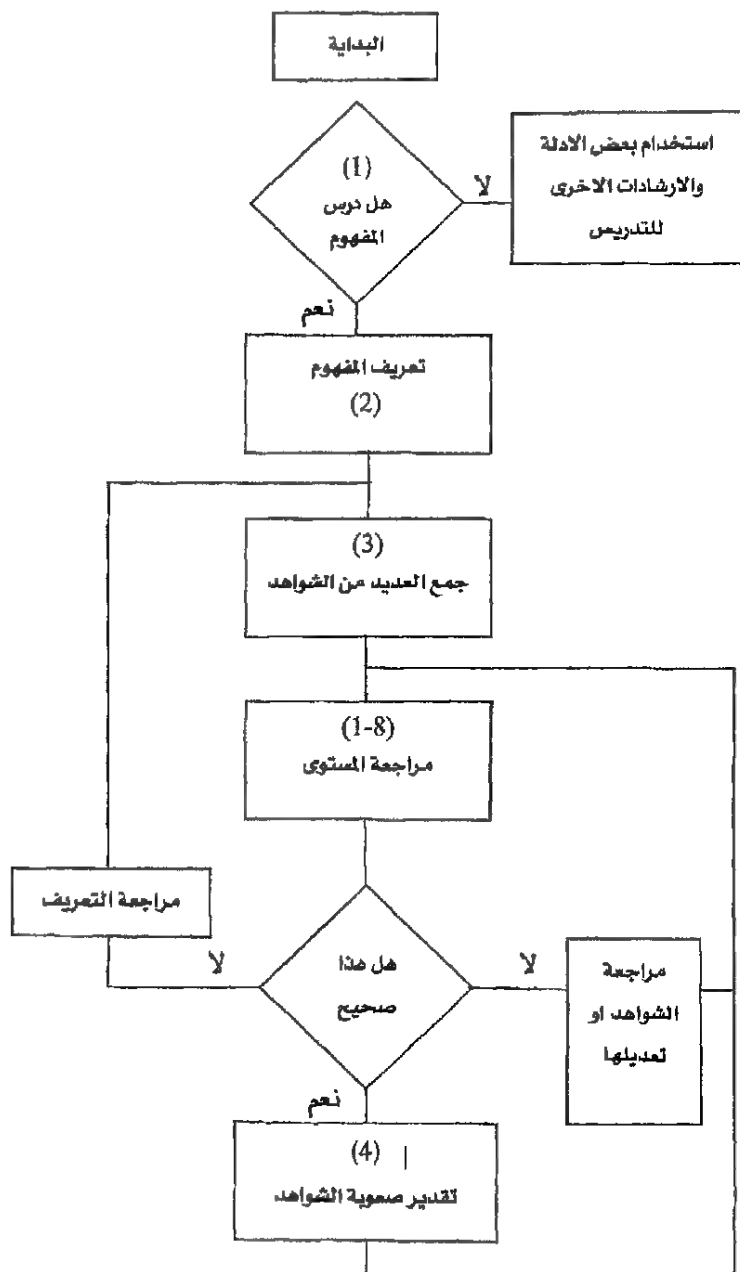 البداية
(1)
هل درس
المفهوم
لا
استخدام بعض الادلة
والارشادات الاخرى
للتدريس
نعم
تعريف المفهوم
(2)
(3)
جمع العديد من الشواهد
(1-8)
مراجعة المستوى
مراجعة التعريف
لا
هل هذا
صحيح
لا
مراجعة
الشواهد او
تعديلها
نعم
(4)
تقدير صعوبة الشواهد